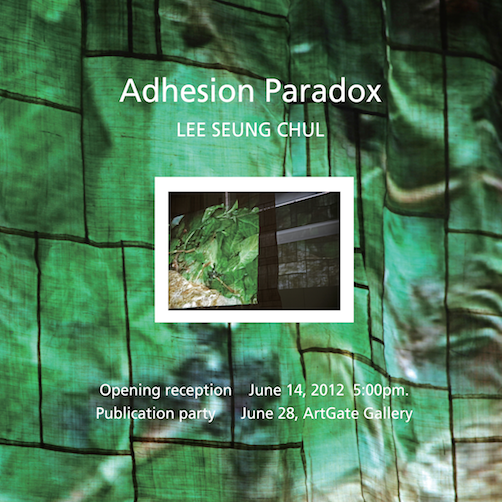 Adhesion Paradox
LEE SEUNG CHUL
Opening reception June 14, 2012 5:00pm.
Publication party June 28, ArtGate Gallery